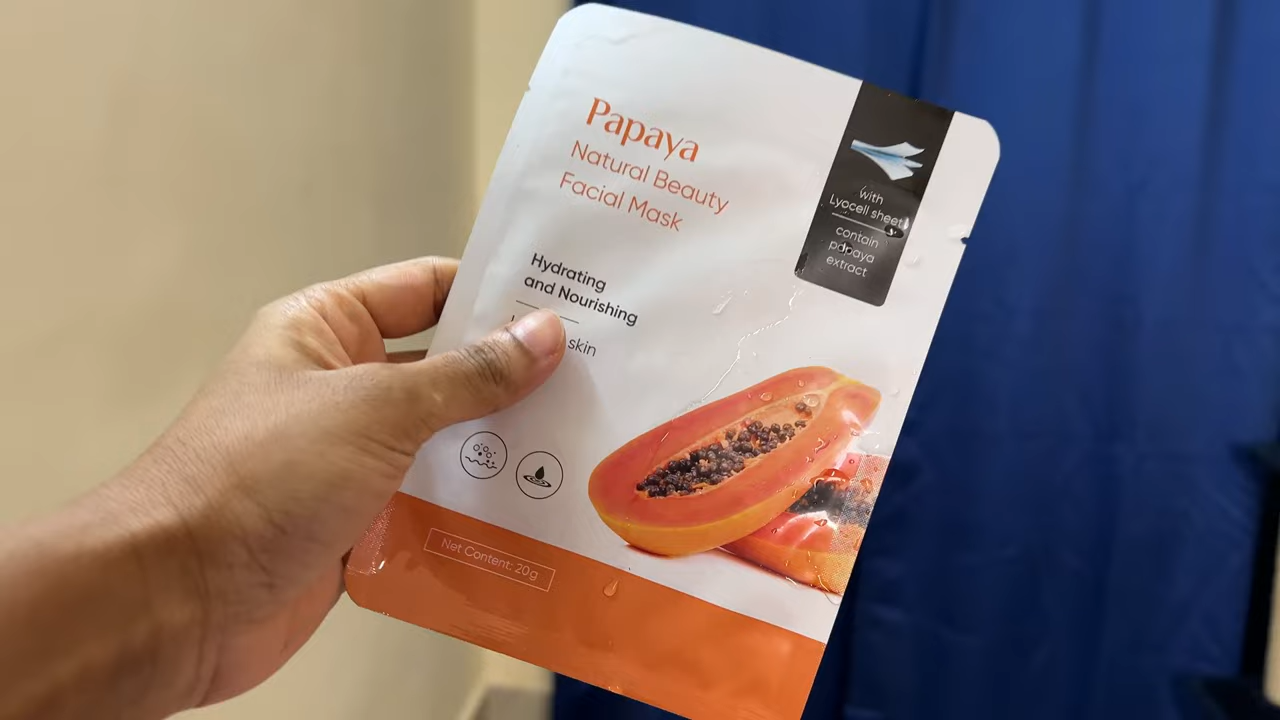 Papaya
Natural Beauty
Facial Mask
with
Lyocell sheet
contain
papaya
extract
Hydrating
and Nourishing
skin
Net Content: 20g